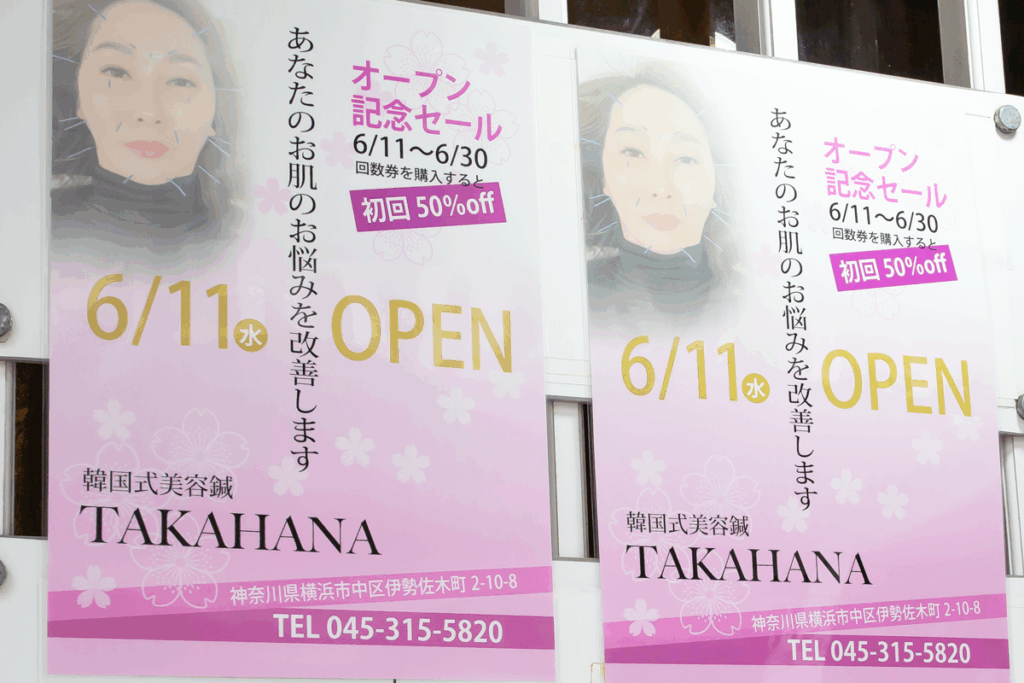 あなたのお肌のお悩みを改善します
オープン
記念セール
6/11〜6/30
回数券を購入すると
初回 50%off
6/11水 OPEN
韓国式美容鍼
TAKAHANA
神奈川県横浜市中区伊勢佐木町 2-10-8
TEL 045-315-5820
あなたのお肌のお悩みを改善します
オープン
記念セール
6/11〜6/30
回数券を購入すると
初回 50%off
6/11水 OPEN
韓国式美容鍼
TAKAHANA
神奈川県横浜市中区伊勢佐木町 2-10-8
TEL 045-315-5820